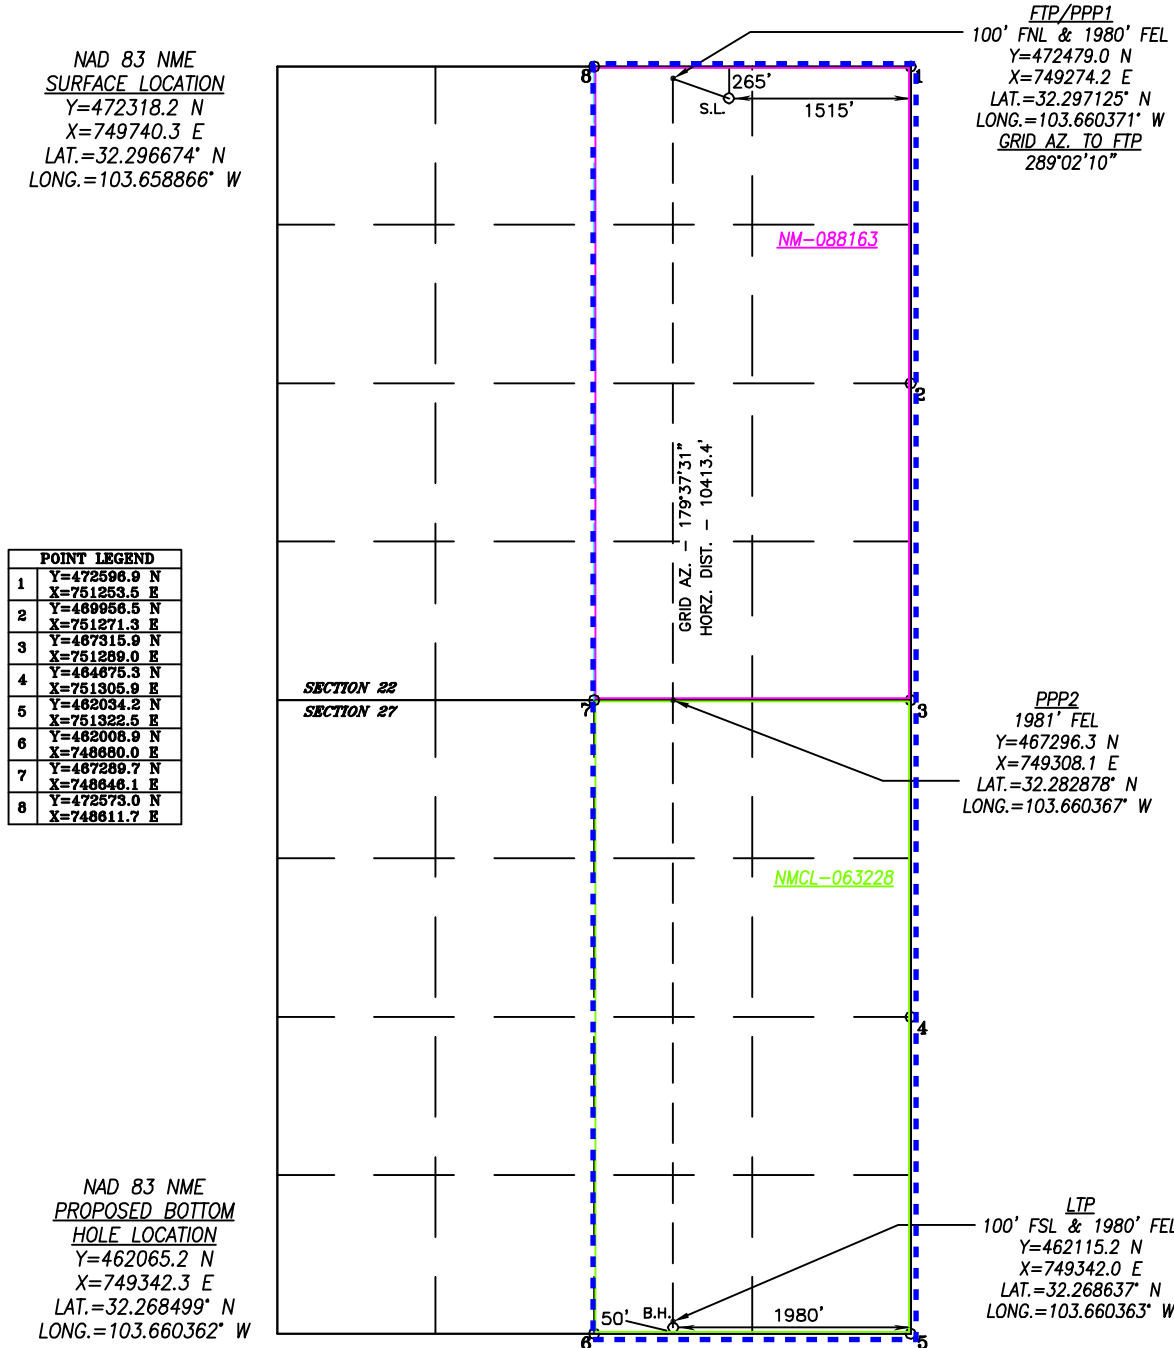 NAD 83 NME
SURFACE LOCATION
Y=472318.2 N
X=749740.3 E
LAT.=32.296674° N
LONG.=103.658866° W
FTP/PPP1
100' FNL & 1980' FEL
Y=472479.0 N
X=749274.2 E
LAT.=32.297125° N
LONG.=103.660371° W
GRID AZ. TO FTP
289°02'10"
8
1
265'
S.L.
1515'
NM-088163
2
GRID AZ. - 179°37'31"
HORZ. DIST. - 10413.4'
POINT LEGEND
1 Y=472596.9 N
X=751253.5 E
2 Y=469956.5 N
X=751271.3 E
3 Y=467315.9 N
X=751289.0 E
4 Y=464675.3 N
X=751305.9 E
5 Y=462034.2 N
X=751322.5 E
6 Y=462008.9 N
X=748680.0 E
7 Y=467289.7 N
X=748646.1 E
8 Y=472573.0 N
X=748611.7 E
SECTION 22
SECTION 27
7
3
PPP2
1981' FEL
Y=467296.3 N
X=749308.1 E
LAT.=32.282878° N
LONG.=103.660367° W
NMCL-063228
4
NAD 83 NME
PROPOSED BOTTOM
HOLE LOCATION
Y=462065.2 N
X=749342.3 E
LAT.=32.268499° N
LONG.=103.660362° W
LTP
100' FSL & 1980' FEL
Y=462115.2 N
X=749342.0 E
LAT.=32.268637° N
LONG.=103.660363° W
50'
B.H.
1980'
6
5